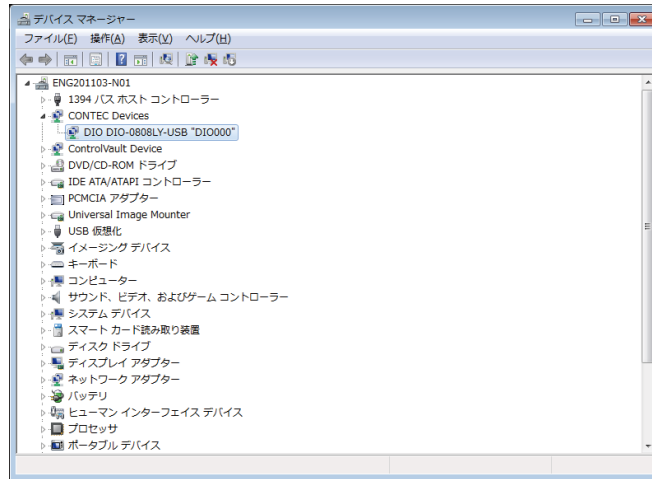 デバイス マネージャー
ファイル(F) 操作(A) 表示(V) ヘルプ(H)
ENG201103-N01
1394 バス ホスト コントローラー
CONTEC Devices
DIO DIO-0808LY-USB "DIO000"
ControlVault Device
DVD/CD-ROM ドライブ
IDE ATA/ATAPI コントローラー
PCMCIA アダプター
Universal Image Mounter
USB 仮想化
イメージング デバイス
キーボード
コンピューター
サウンド、ビデオ、およびゲーム コントローラー
システム デバイス
スマート カード読み取り装置
ディスク ドライブ
ディスプレイ アダプター
ネットワーク アダプター
バッテリ
ヒューマン インターフェイス デバイス
プロセッサ
ポータブル デバイス